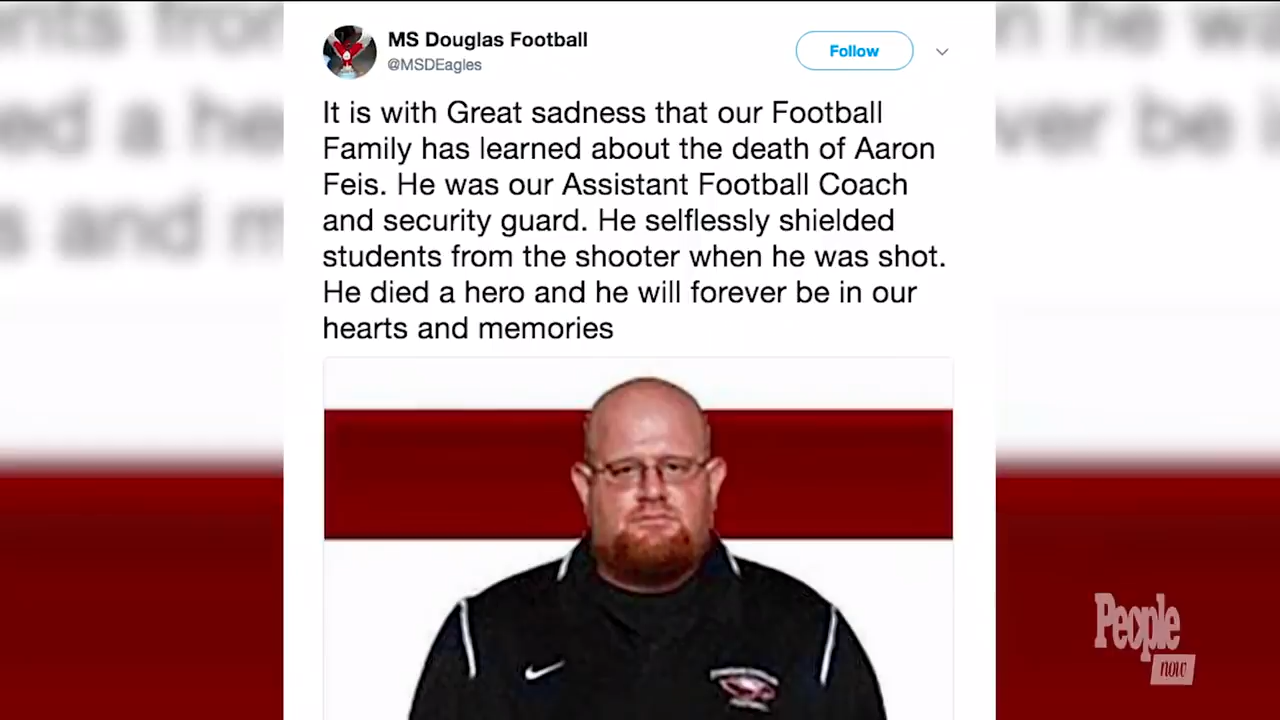 MS Douglas Football
@MSDEagles
Follow
It is with Great sadness that our Football
Family has learned about the death of Aaron
Feis. He was our Assistant Football Coach
and security guard. He selflessly shielded
students from the shooter when he was shot.
He died a hero and he will forever be in our
hearts and memories
People
now